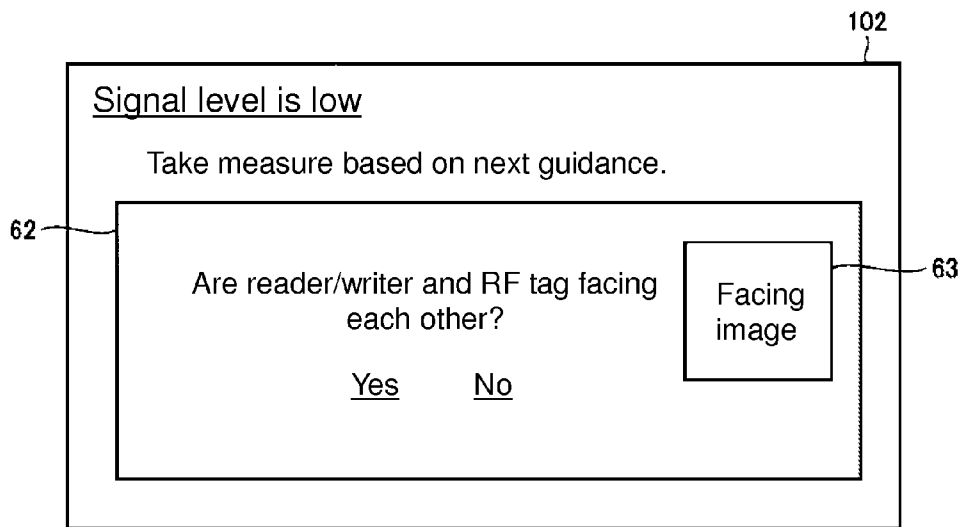 102
Signal level is low
Take measure based on next guidance.
62
63
Are reader/writer and RF tag facing
each other?
Facing
image
Yes No